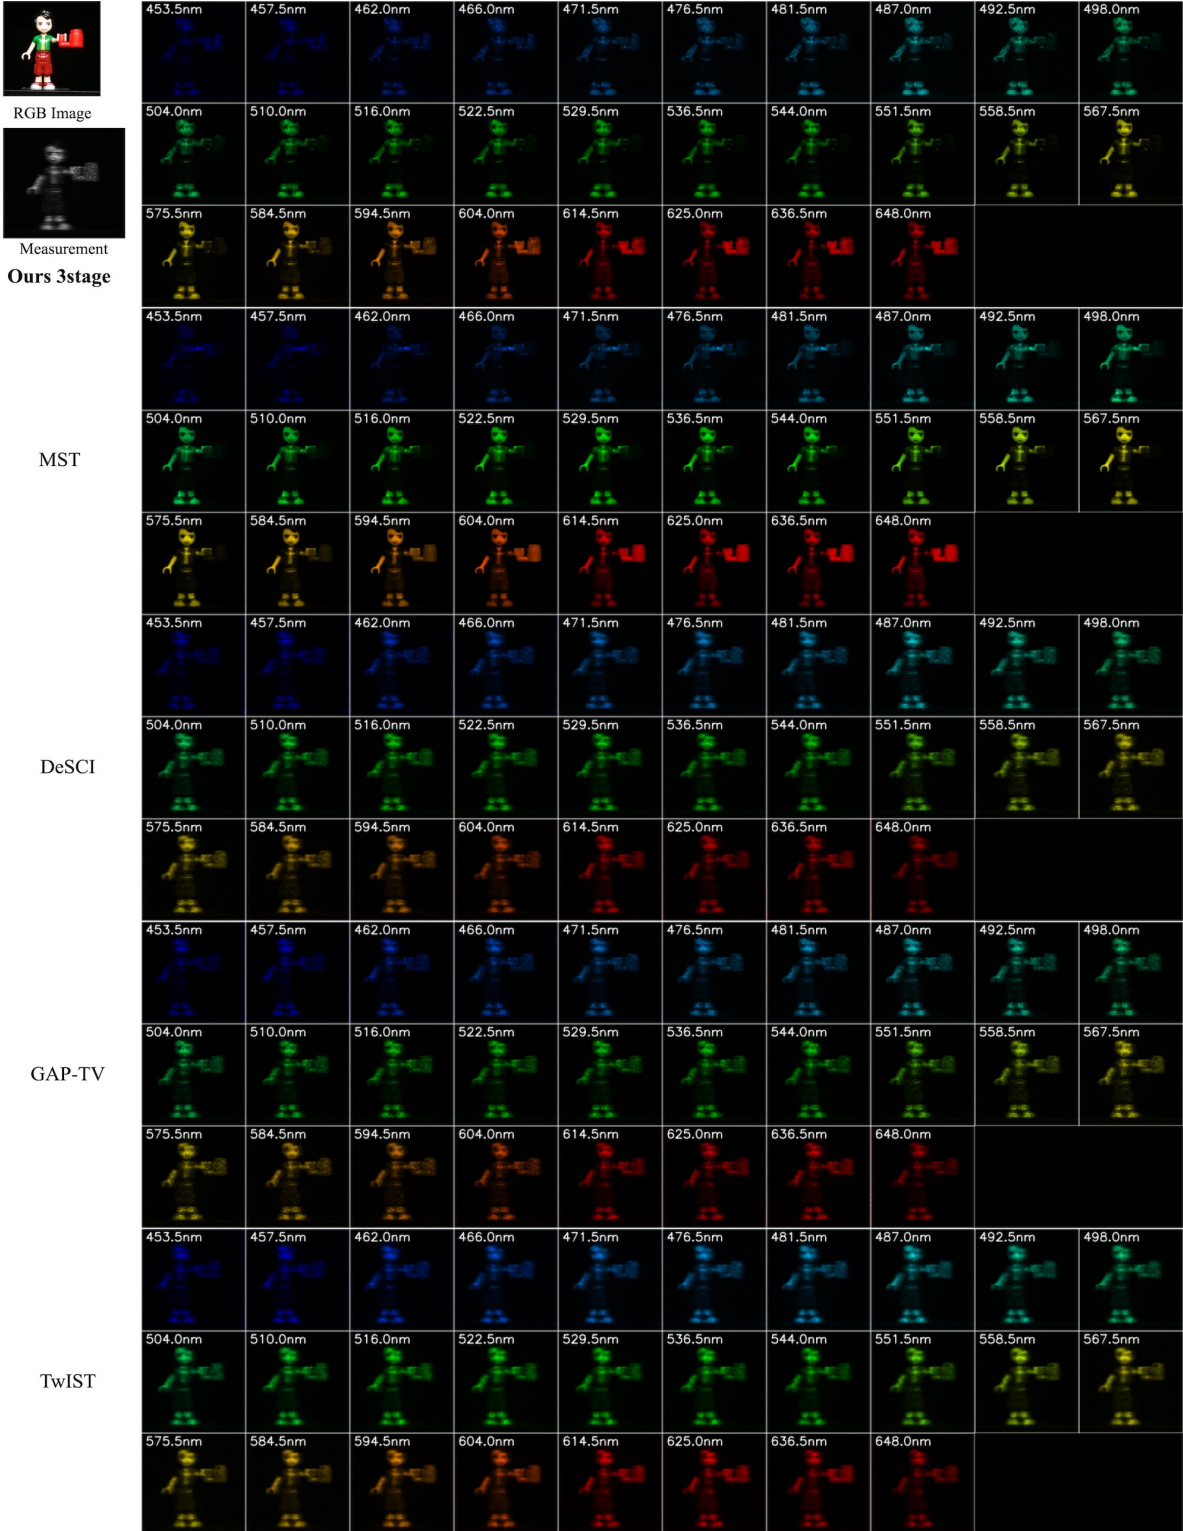 RGB Image
Measurement
Ours 3stage
453.5nm 457.5nm 462.0nm 466.0nm 471.5nm 476.5nm 481.5nm 487.0nm 492.5nm 498.0nm
504.0nm 510.0nm 516.0nm 522.5nm 529.5nm 536.5nm 544.0nm 551.5nm 558.5nm 567.5nm
575.5nm 584.5nm 594.5nm 604.0nm 614.5nm 625.0nm 636.5nm 648.0nm
MST
453.5nm 457.5nm 462.0nm 466.0nm 471.5nm 476.5nm 481.5nm 487.0nm 492.5nm 498.0nm
504.0nm 510.0nm 516.0nm 522.5nm 529.5nm 536.5nm 544.0nm 551.5nm 558.5nm 567.5nm
575.5nm 584.5nm 594.5nm 604.0nm 614.5nm 625.0nm 636.5nm 648.0nm
DeSCI
453.5nm 457.5nm 462.0nm 466.0nm 471.5nm 476.5nm 481.5nm 487.0nm 492.5nm 498.0nm
504.0nm 510.0nm 516.0nm 522.5nm 529.5nm 536.5nm 544.0nm 551.5nm 558.5nm 567.5nm
575.5nm 584.5nm 594.5nm 604.0nm 614.5nm 625.0nm 636.5nm 648.0nm
GAP-TV
453.5nm 457.5nm 462.0nm 466.0nm 471.5nm 476.5nm 481.5nm 487.0nm 492.5nm 498.0nm
504.0nm 510.0nm 516.0nm 522.5nm 529.5nm 536.5nm 544.0nm 551.5nm 558.5nm 567.5nm
575.5nm 584.5nm 594.5nm 604.0nm 614.5nm 625.0nm 636.5nm 648.0nm
TwIST
453.5nm 457.5nm 462.0nm 466.0nm 471.5nm 476.5nm 481.5nm 487.0nm 492.5nm 498.0nm
504.0nm 510.0nm 516.0nm 522.5nm 529.5nm 536.5nm 544.0nm 551.5nm 558.5nm 567.5nm
575.5nm 584.5nm 594.5nm 604.0nm 614.5nm 625.0nm 636.5nm 648.0nm